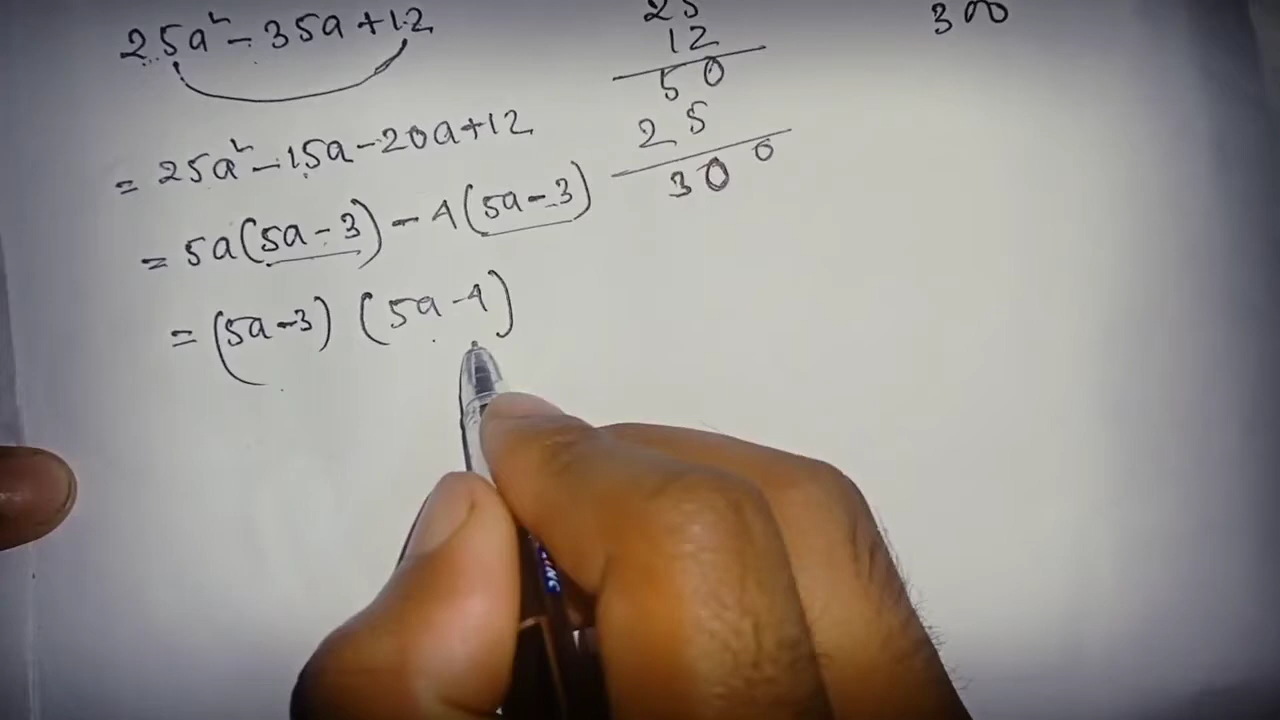 25a² - 35a + 12
= 25a² - 15a - 20a + 12
= 5a(5a - 3) - 4(5a - 3)
= (5a - 3) (5a - 4)
25
12
50
25
300
300